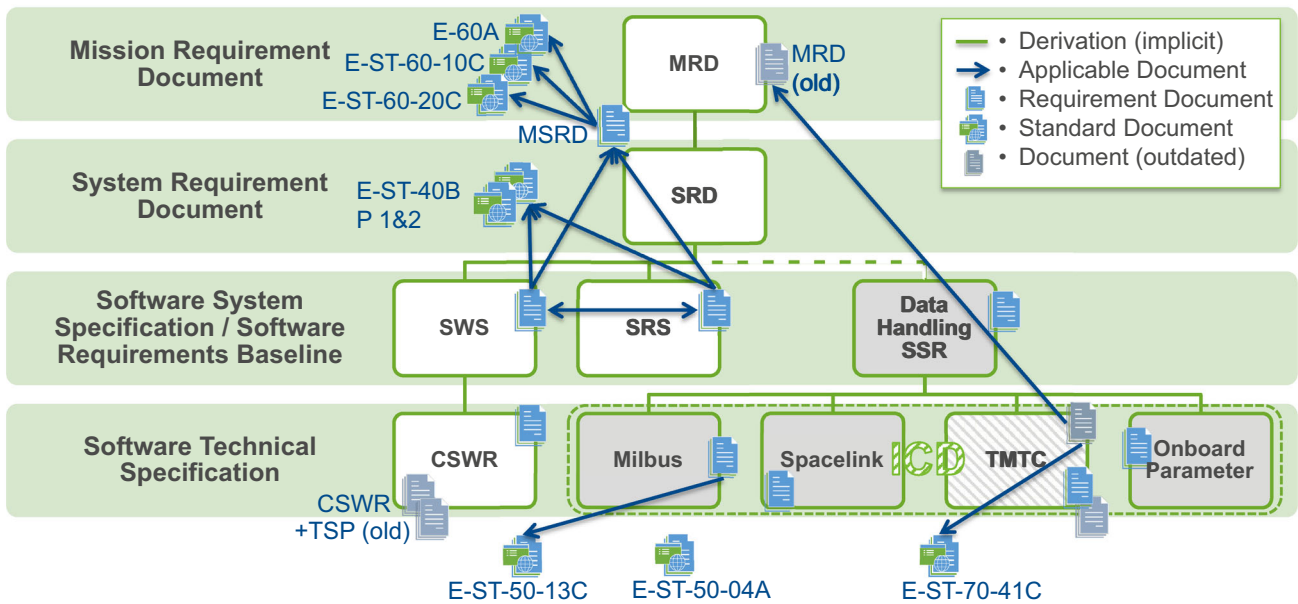 Mission Requirement
Document
E-60A
E-ST-60-10C
E-ST-60-20C
MSRD
MRD
MRD
(old)
• Derivation (implicit)
• Applicable Document
• Requirement Document
• Standard Document
• Document (outdated)
System Requirement
Document
E-ST-40B
P 1&2
SRD
Software System
Specification / Software
Requirements Baseline
SWS
SRS
Data
Handling
SSR
Software Technical
Specification
CSWR
CSWR
+TSP (old)
Milbus
Spacelink
ICD
TMTC
Onboard
Parameter
E-ST-50-13C
E-ST-50-04A
E-ST-70-41C